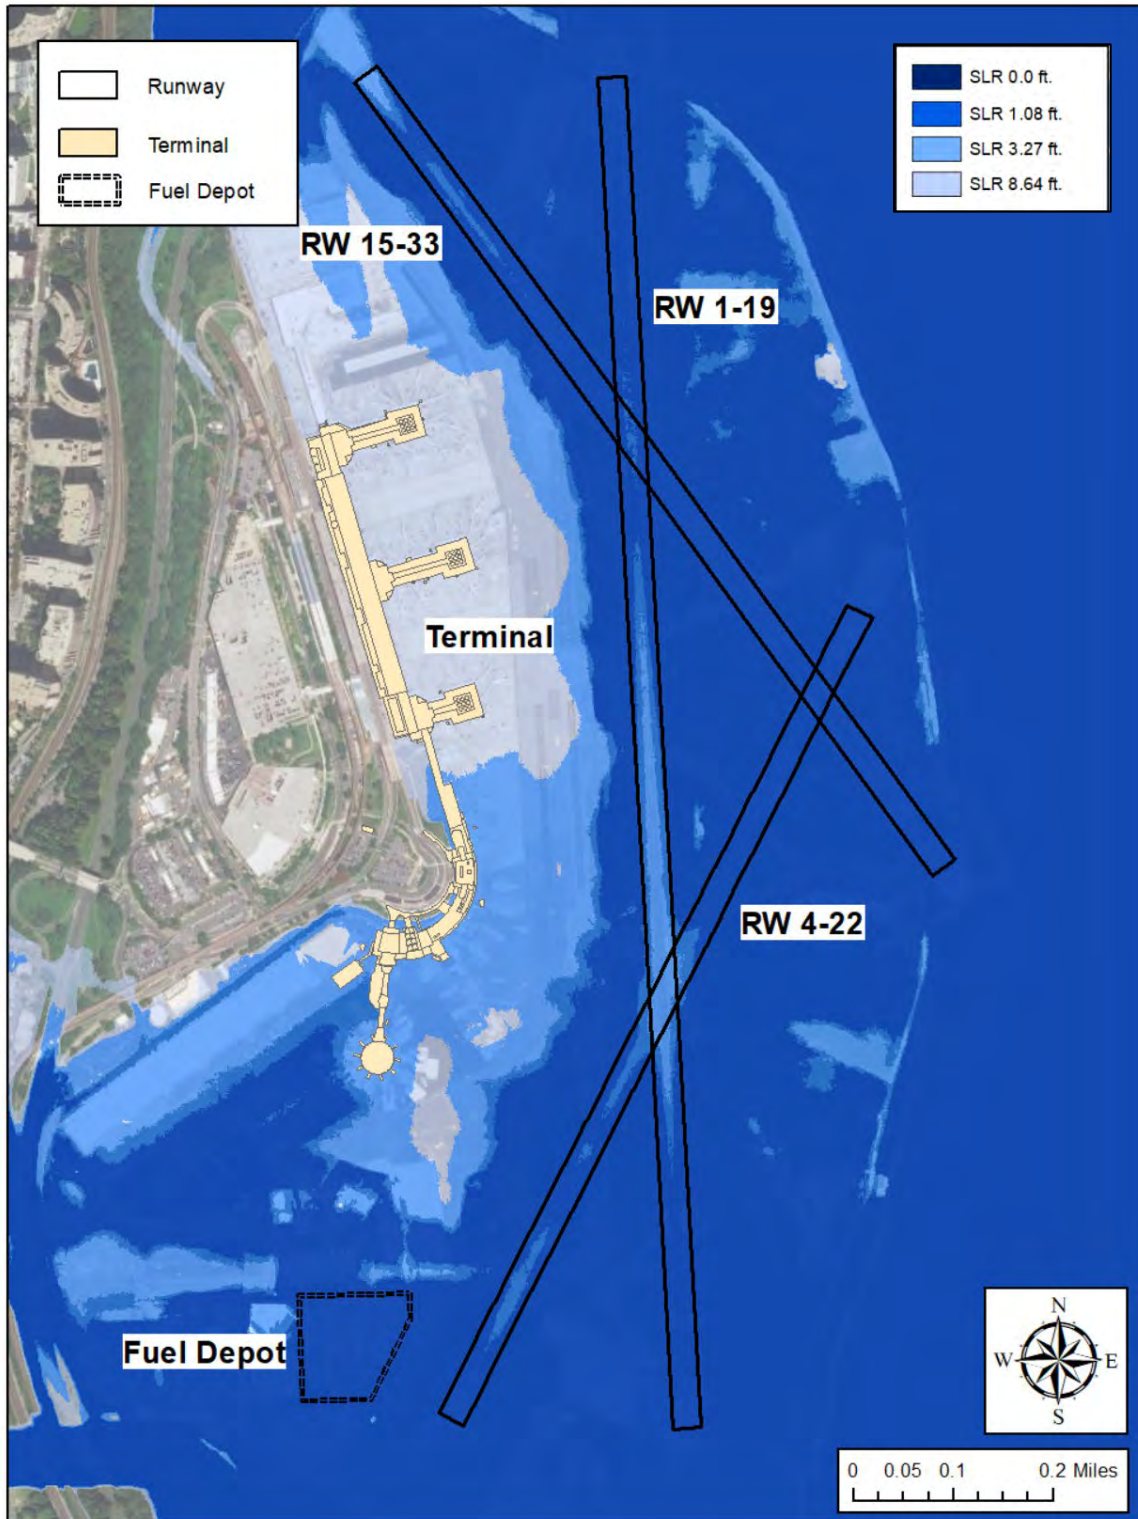 Runway
Terminal
Fuel Depot
SLR 0.0 ft.
SLR 1.08 ft.
SLR 3.27 ft.
SLR 8.64 ft.
RW 15-33
RW 1-19
Terminal
RW 4-22
Fuel Depot
N
W E
S
0 0.05 0.1 0.2 Miles